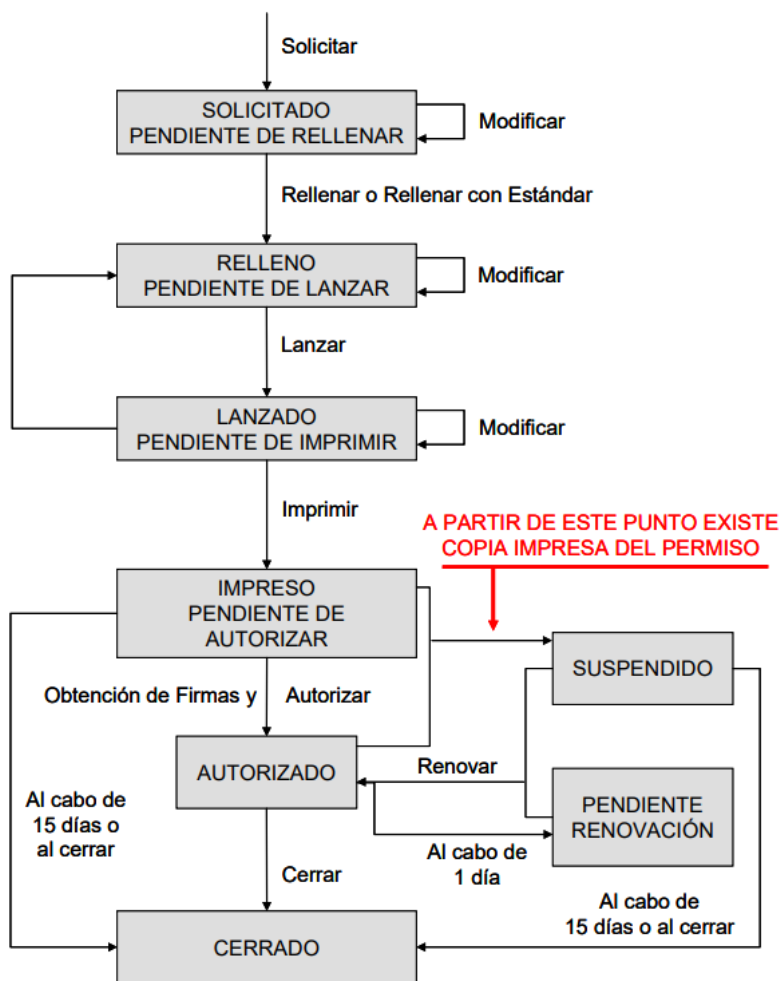 Solicitar
SOLICITADO
PENDIENTE DE RELLENAR
Modificar
Rellenar o Rellenar con Estándar
RELLENO
PENDIENTE DE LANZAR
Modificar
Lanzar
LANZADO
PENDIENTE DE IMPRIMIR
Modificar
Imprimir
A PARTIR DE ESTE PUNTO EXISTE
COPIA IMPRESA DEL PERMISO
IMPRESO
PENDIENTE DE
AUTORIZAR
SUSPENDIDO
Obtención de Firmas y Autorizar
AUTORIZADO
Renovar
PENDIENTE
RENOVACIÓN
Al cabo de
15 días o
al cerrar
Al cabo de
1 día
Cerrar
Al cabo de
15 días o al cerrar
CERRADO